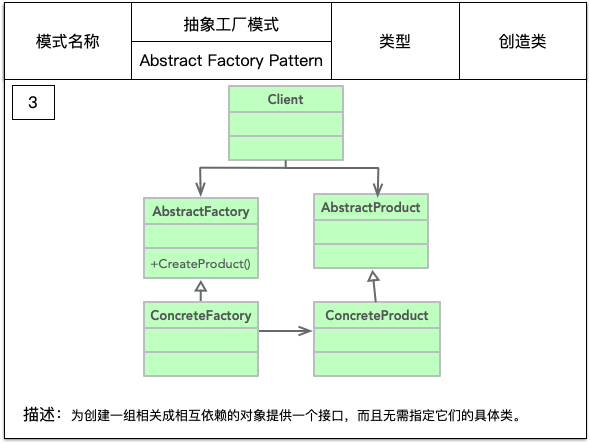 模式名称
抽象工厂模式
Abstract Factory Pattern
类型
创造类
3
Client
AbstractFactory
+CreateProduct()
AbstractProduct
ConcreteFactory
ConcreteProduct
描述：为创建一组相关成相互依赖的对象提供一个接口，而且无需指定它们的具体类。